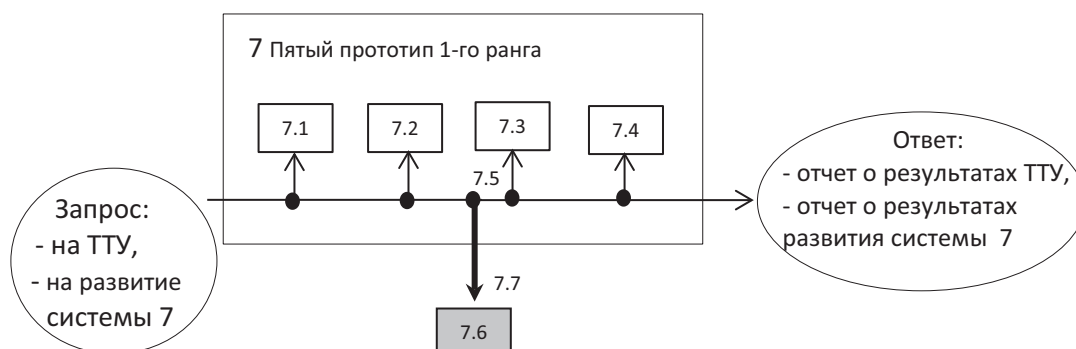 7 Пятый прототип 1-го ранга
7.1
7.2
7.3
7.4
7.5
Запрос:
- на ТТУ,
- на развитие
системы 7
Ответ:
- отчет о результатах ТТУ,
- отчет о результатах
развития системы 7
7.7
7.6